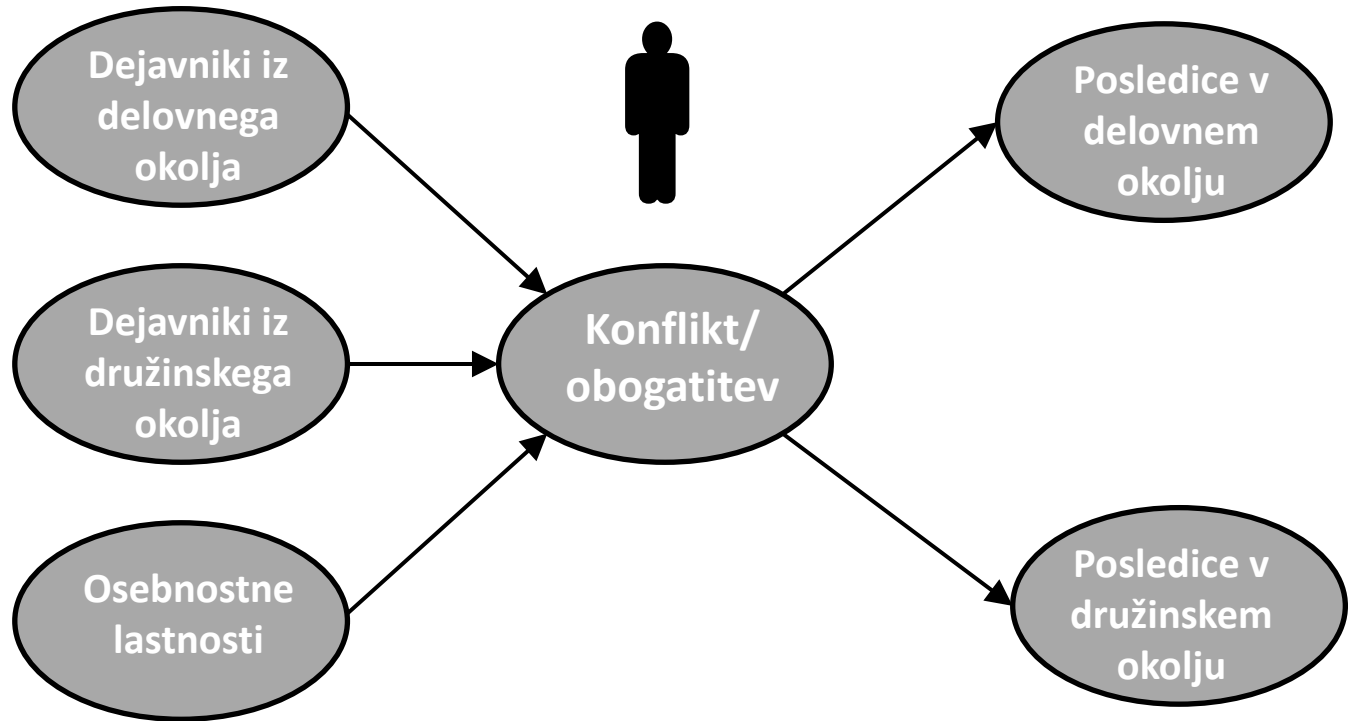 Dejavniki iz
delovnega
okolja
Dejavniki iz
družinskega
okolja
Osebnostne
lastnosti
Konflikt/
obogatitev
Posledice v
delovnem
okolju
Posledice v
družinskem
okolju